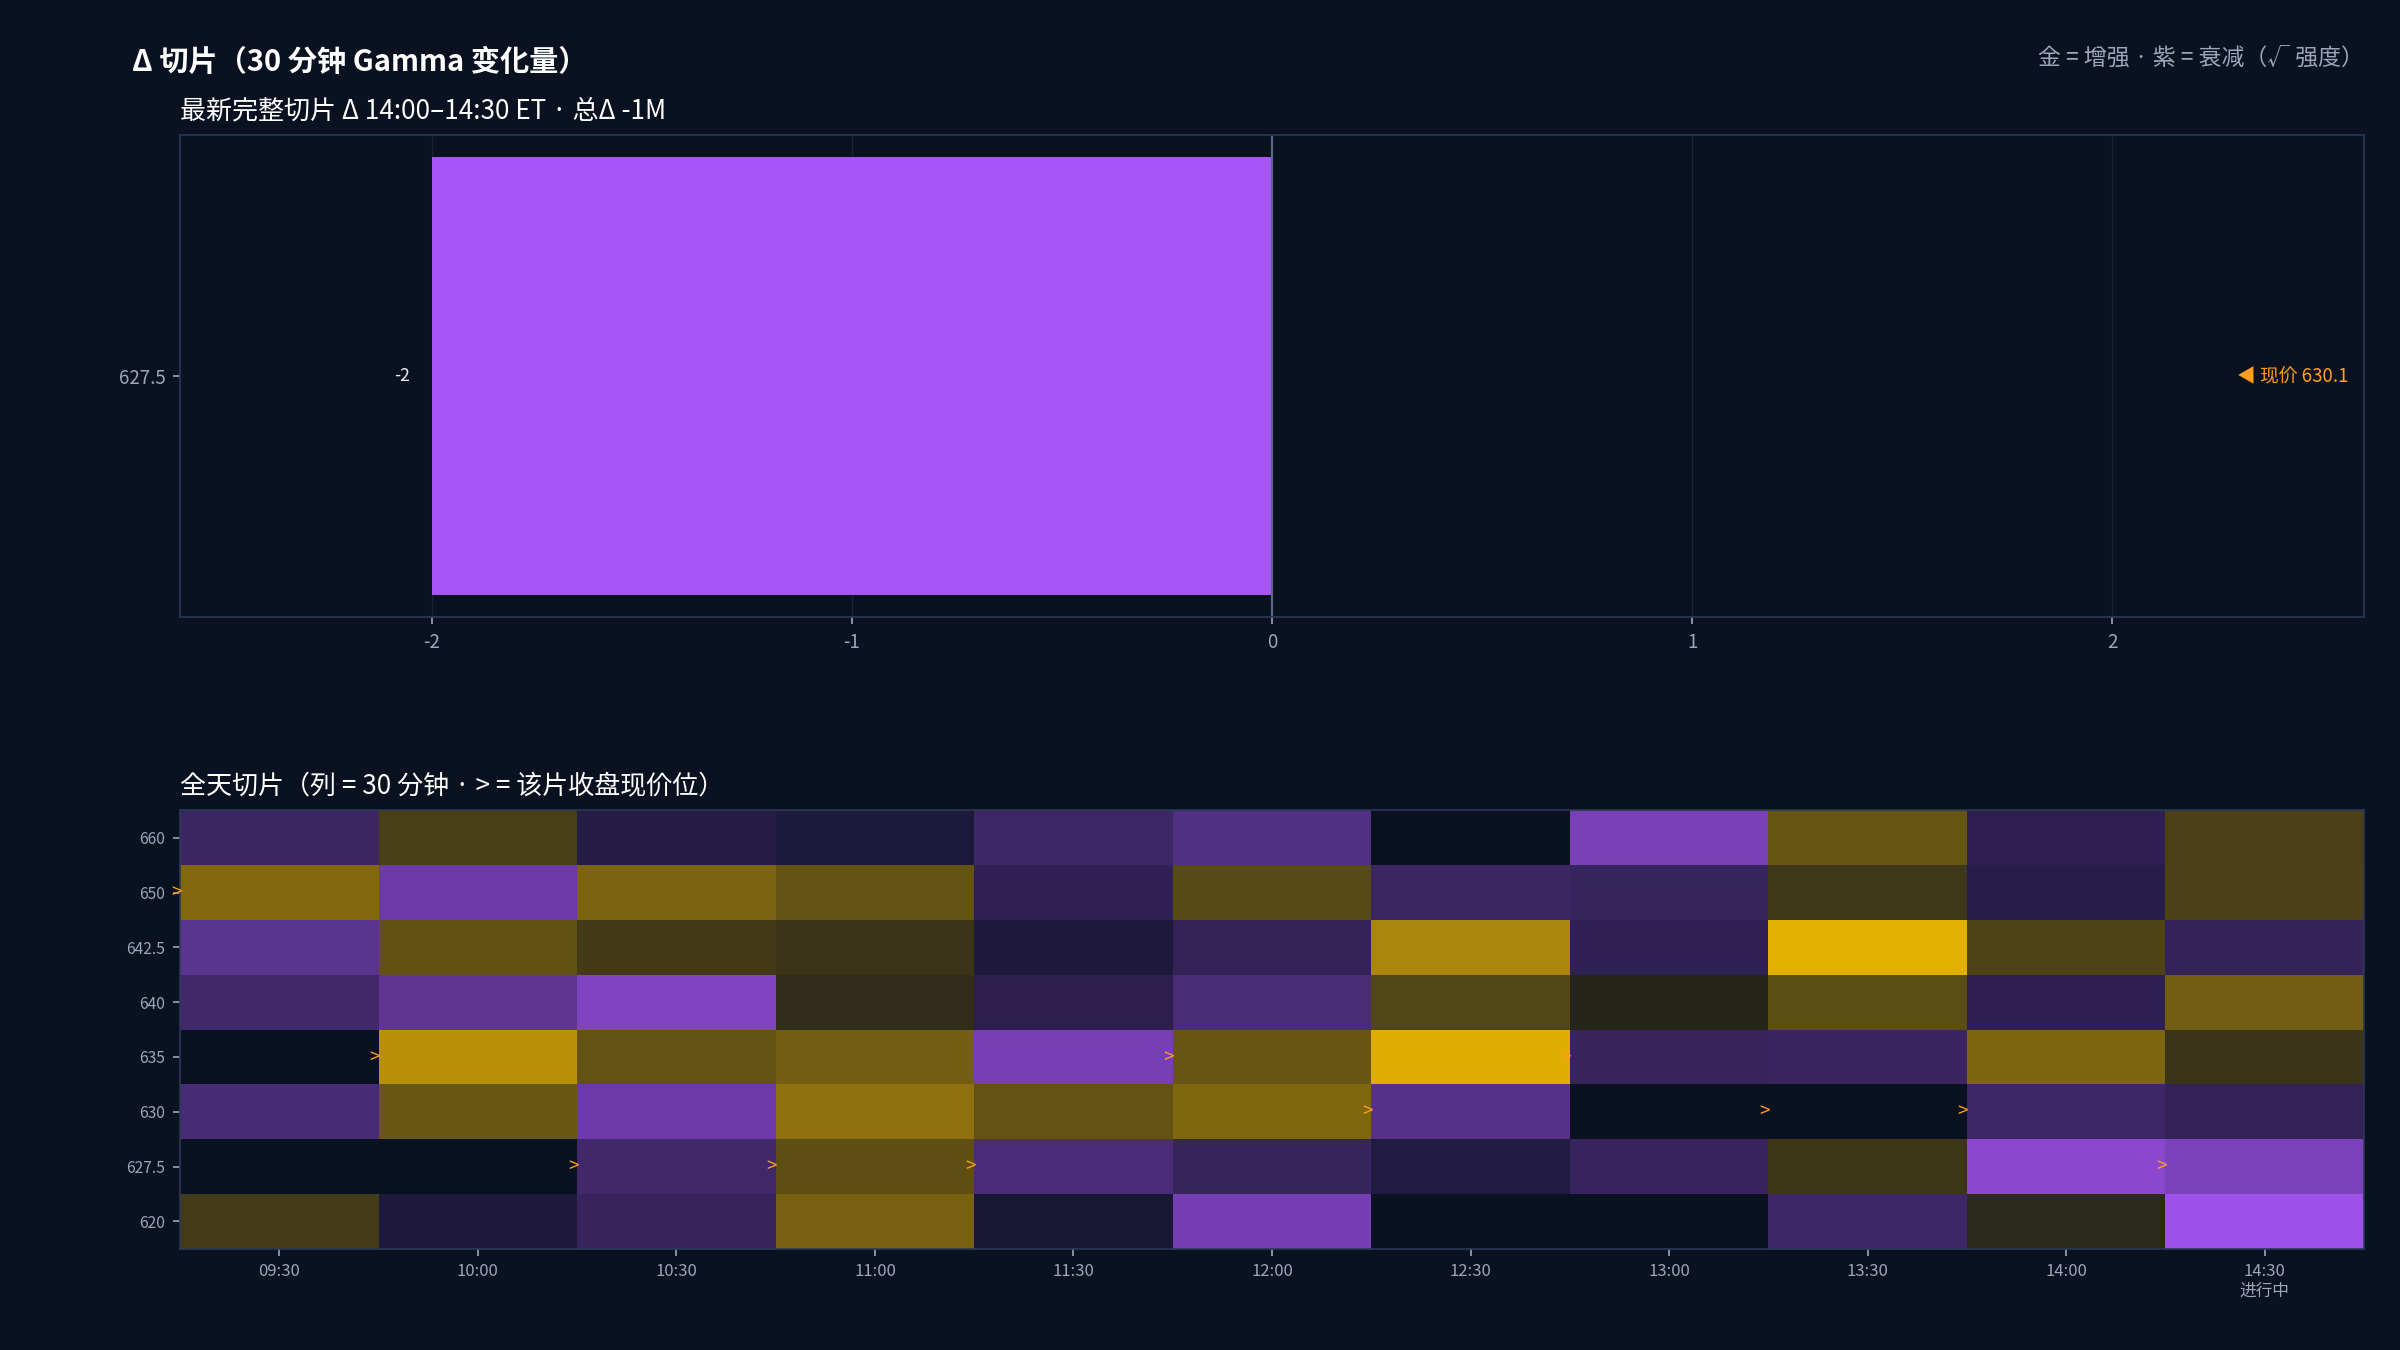 Δ 切片（30 分钟 Gamma 变化量）
金 = 增强 · 紫 = 衰减（√ 强度）
最新完整切片 Δ 14:00–14:30 ET · 总Δ -1M
627.5
-2
◀ 现价 630.1
-2 -1 0 1 2
全天切片（列 = 30 分钟 · > = 该片收盘现价位）
660
650 >
642.5
640
635 > >
630 > > >
627.5 > > > >
620
09:30 10:00 10:30 11:00 11:30 12:00 12:30 13:00 13:30 14:00 14:30
进行中